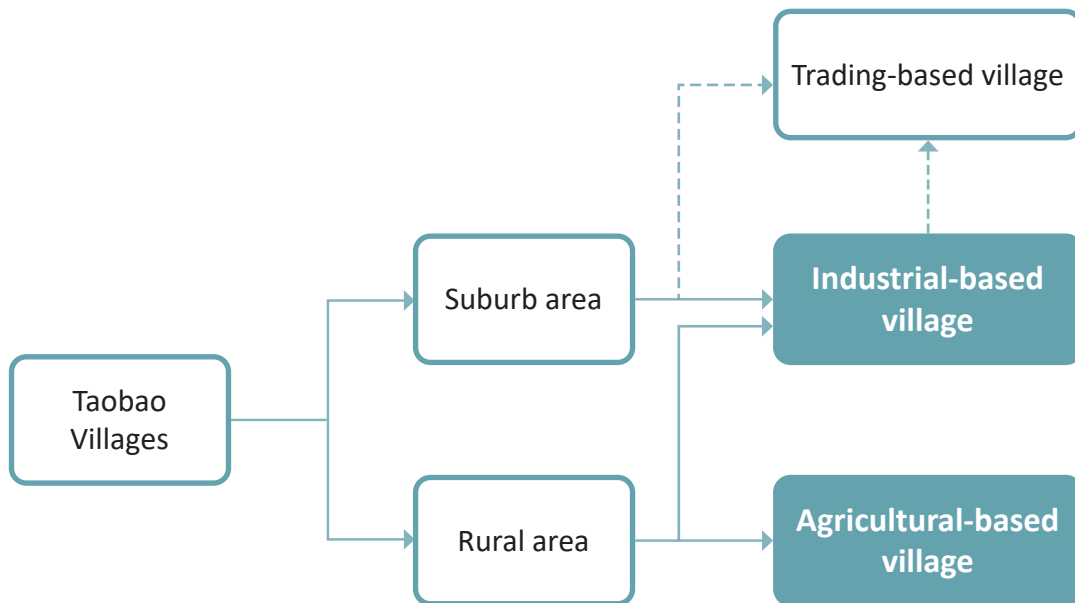 Trading-based village
Suburb area
Industrial-based
village
Taobao
Villages
Rural area
Agricultural-based
village